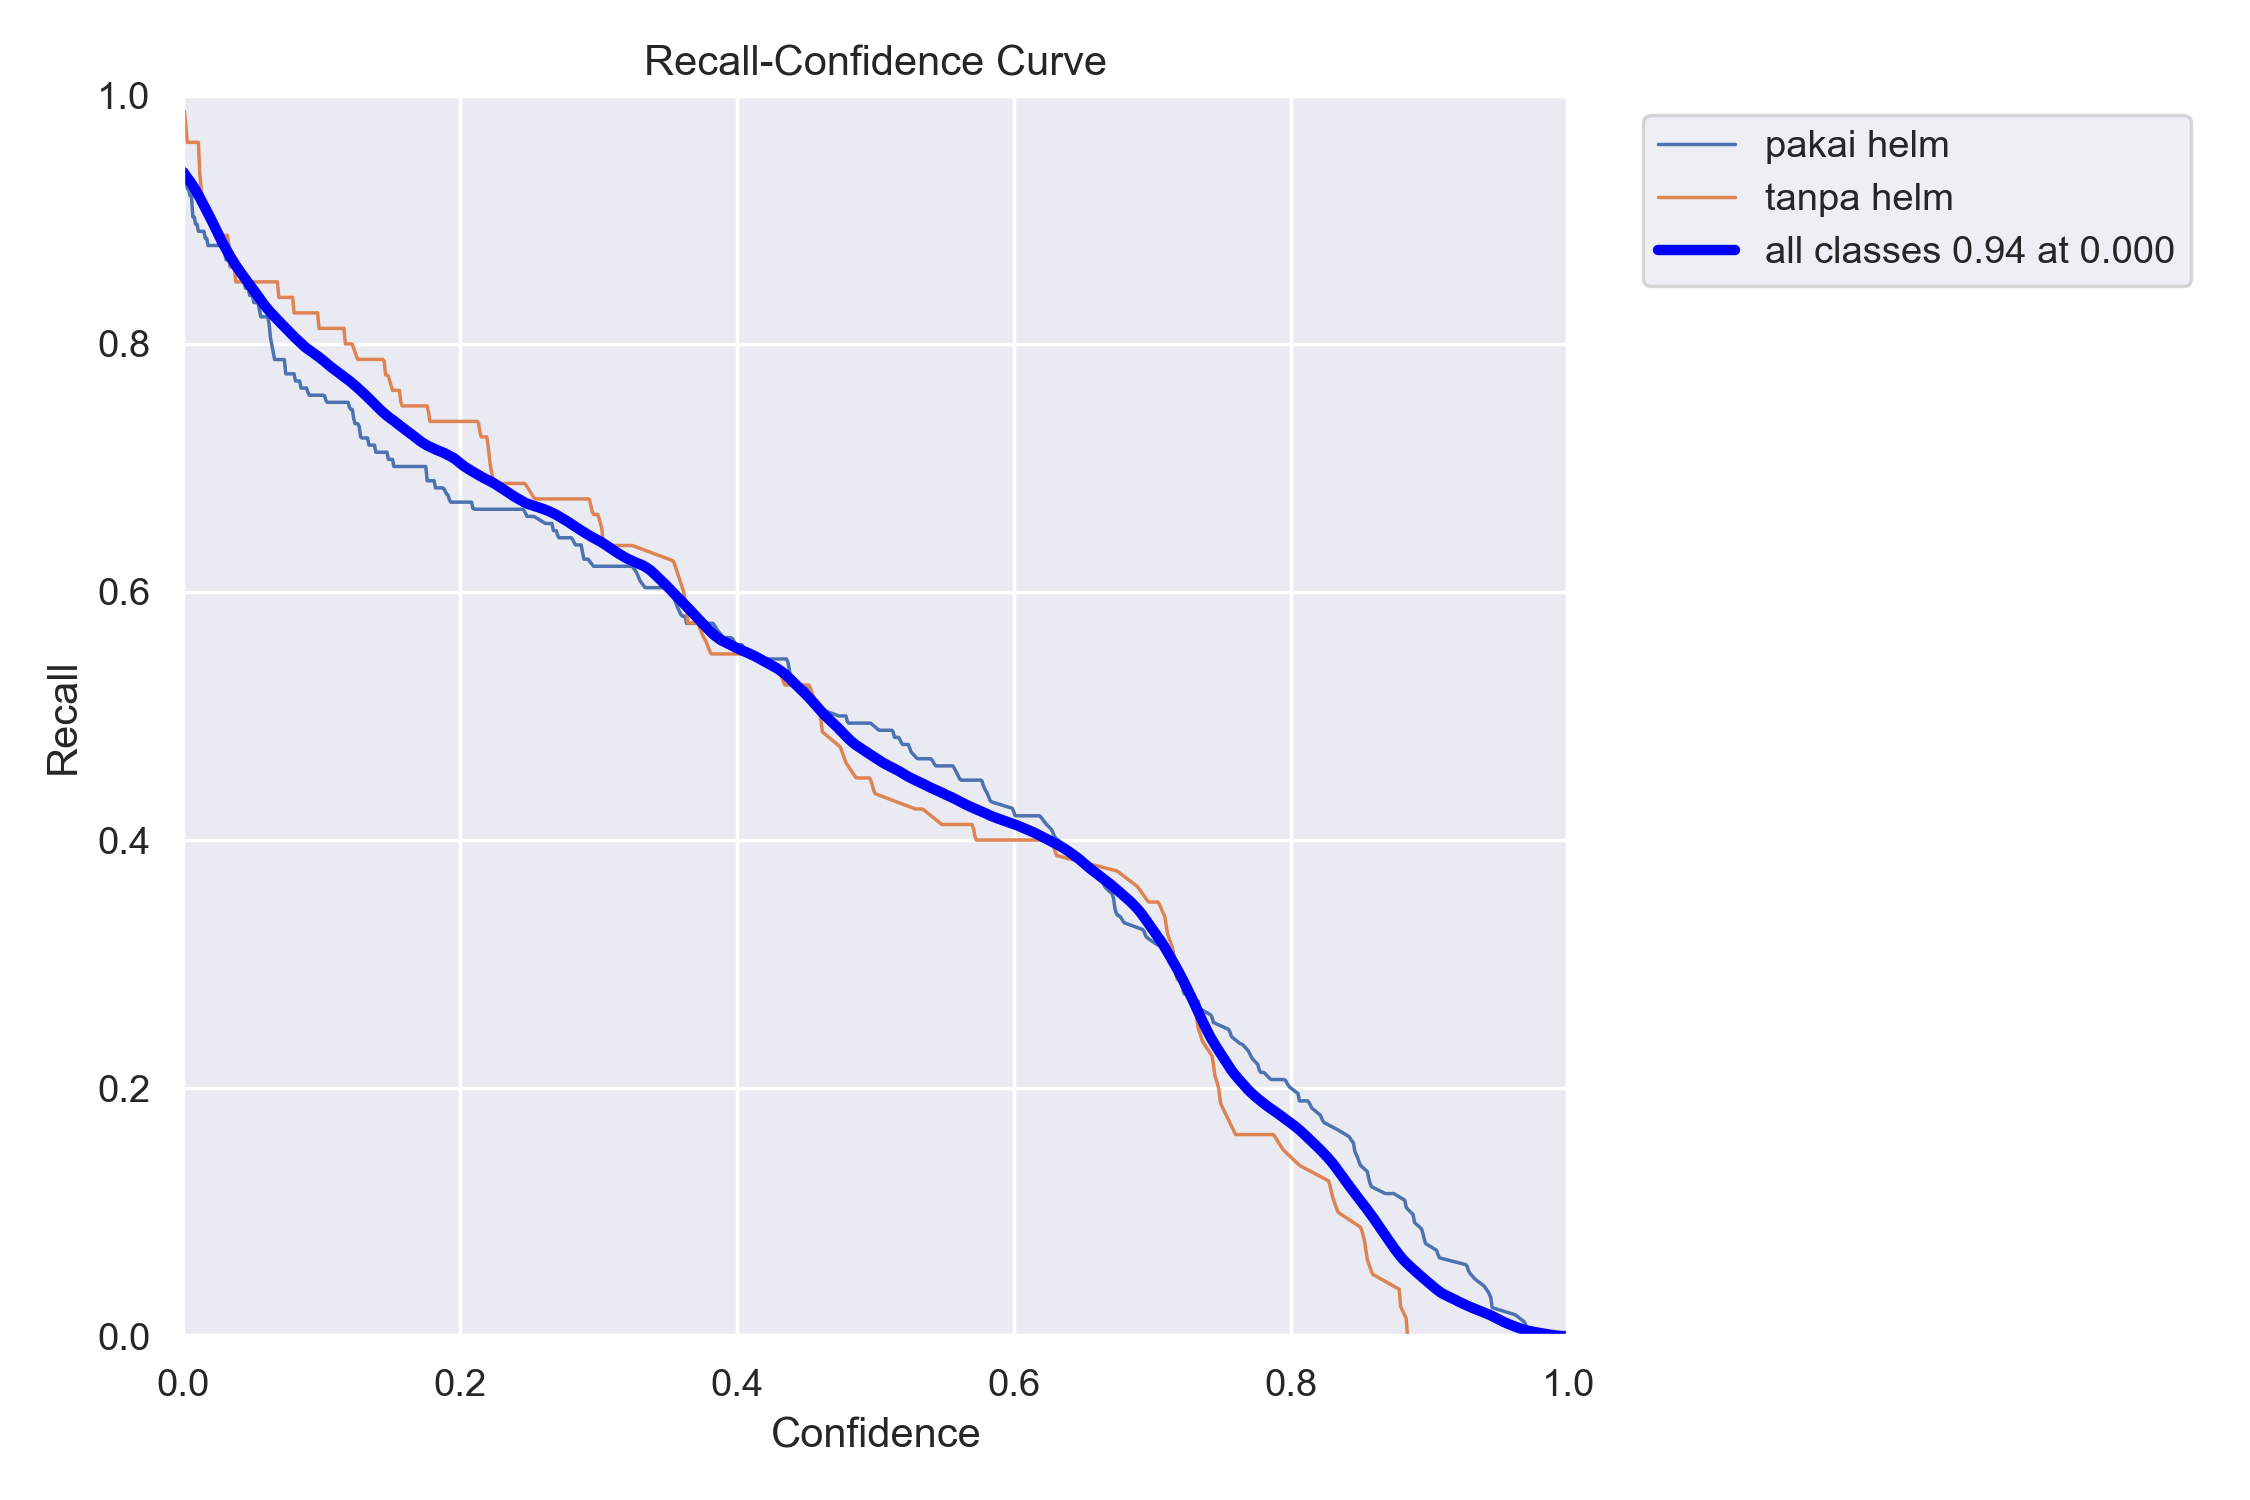 Recall-Confidence Curve
1.0
0.8
0.6
0.4
0.2
0.0
Recall
0.0 0.2 0.4 0.6 0.8 1.0
Confidence
pakai helm
tanpa helm
all classes 0.94 at 0.000